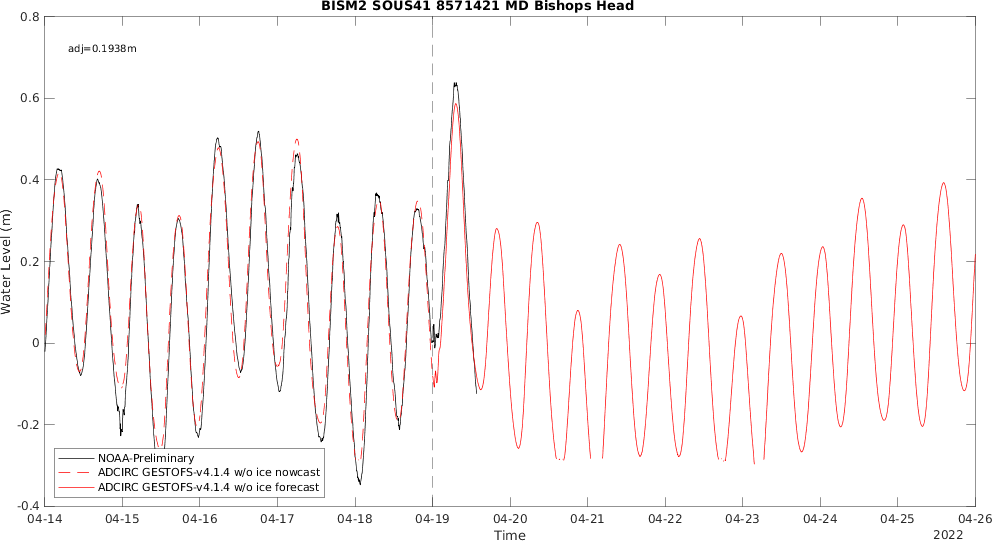 BISM2 SOUS41 8571421 MD Bishops Head
adj=0.1938m
Water Level (m)
0.8
0.6
0.4
0.2
0
-0.2
-0.4
NOAA-Preliminary
ADCIRC GESTOFS-v4.1.4 w/o ice nowcast
ADCIRC GESTOFS-v4.1.4 w/o ice forecast
04-14 04-15 04-16 04-17 04-18 04-19 04-20 04-21 04-22 04-23 04-24 04-25 04-26
Time
2022